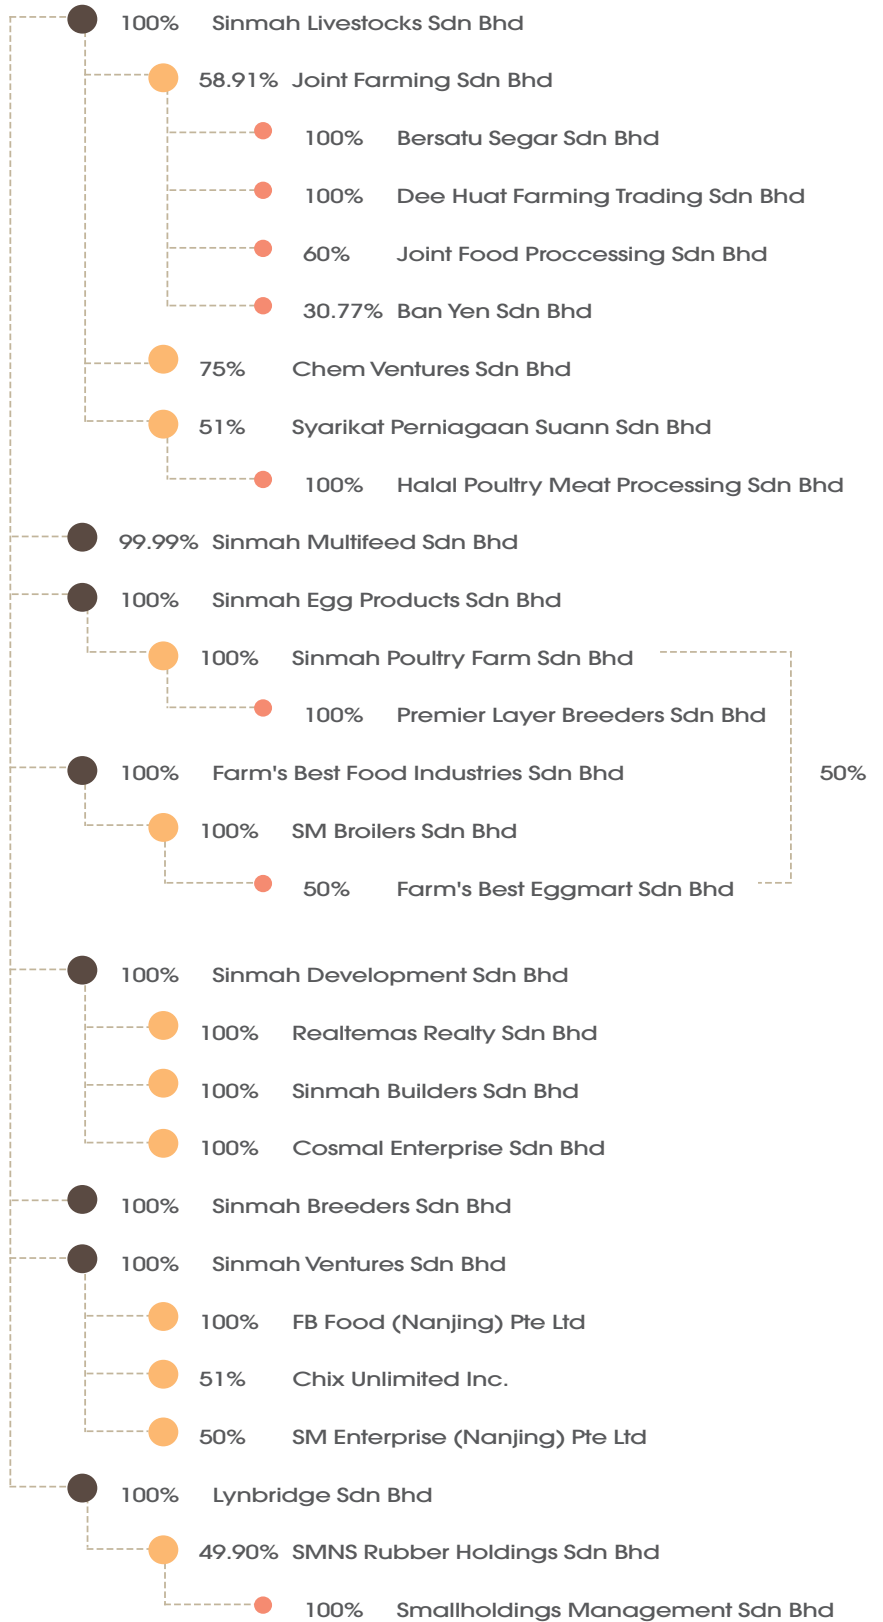 100% Sinmah Livestocks Sdn Bhd
58.91% Joint Farming Sdn Bhd
100% Bersatu Segar Sdn Bhd
100% Dee Huat Farming Trading Sdn Bhd
60% Joint Food Proccessing Sdn Bhd
30.77% Ban Yen Sdn Bhd
75% Chem Ventures Sdn Bhd
51% Syarikat Perniagaan Suann Sdn Bhd
100% Halal Poultry Meat Processing Sdn Bhd
99.99% Sinmah Multifeed Sdn Bhd
100% Sinmah Egg Products Sdn Bhd
100% Sinmah Poultry Farm Sdn Bhd
100% Premier Layer Breeders Sdn Bhd
100% Farm's Best Food Industries Sdn Bhd 50%
100% SM Broilers Sdn Bhd
50% Farm's Best Eggmart Sdn Bhd
100% Sinmah Development Sdn Bhd
100% Realtemas Realty Sdn Bhd
100% Sinmah Builders Sdn Bhd
100% Cosmal Enterprise Sdn Bhd
100% Sinmah Breeders Sdn Bhd
100% Sinmah Ventures Sdn Bhd
100% FB Food (Nanjing) Pte Ltd
51% Chix Unlimited Inc.
50% SM Enterprise (Nanjing) Pte Ltd
100% Lynbridge Sdn Bhd
49.90% SMNS Rubber Holdings Sdn Bhd
100% Smallholdings Management Sdn Bhd